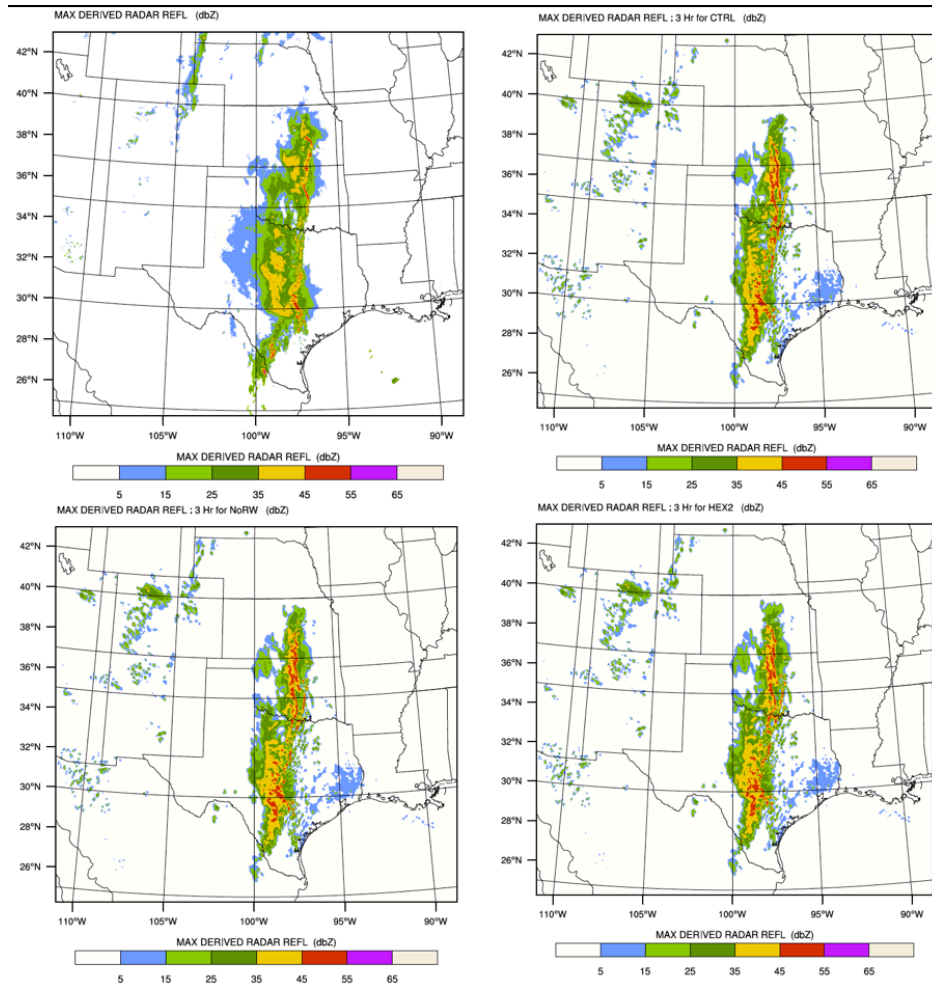 MAX DERIVED RADAR REFL (dbZ)
42°N
40°N
38°N
36°N
34°N
32°N
30°N
28°N
26°N
110°W 105°W 100°W 95°W 90°W
MAX DERIVED RADAR REFL (dbZ)
5 15 25 35 45 55 65
MAX DERIVED RADAR REFL : 3 Hr for CTRL (dbZ)
42°N
40°N
38°N
36°N
34°N
32°N
30°N
28°N
26°N
110°W 105°W 100°W 95°W 90°W
MAX DERIVED RADAR REFL (dbZ)
5 15 25 35 45 55 65
MAX DERIVED RADAR REFL : 3 Hr for NoRW (dbZ)
42°N
40°N
38°N
36°N
34°N
32°N
30°N
28°N
26°N
110°W 105°W 100°W 95°W 90°W
MAX DERIVED RADAR REFL (dbZ)
5 15 25 35 45 55 65
MAX DERIVED RADAR REFL : 3 Hr for HEX2 (dbZ)
42°N
40°N
38°N
36°N
34°N
32°N
30°N
28°N
26°N
110°W 105°W 100°W 95°W 90°W
MAX DERIVED RADAR REFL (dbZ)
5 15 25 35 45 55 65